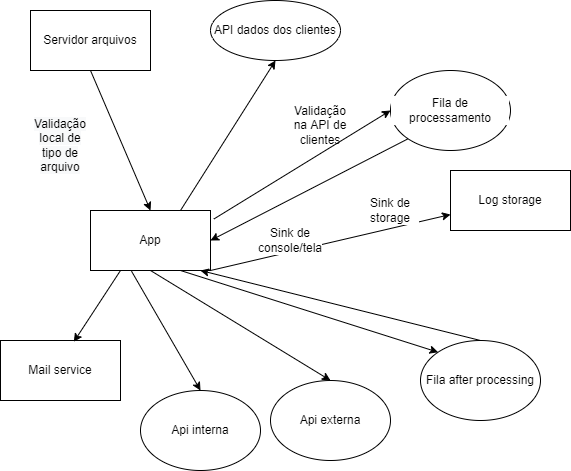 Servidor arquivos
API dados dos clientes
Validação
local de
tipo de
arquivo
Validação
na API de
clientes
Fila de
processamento
App
Sink de
console/tela
Sink de
storage
Log storage
Mail service
Api interna
Api externa
Fila after processing